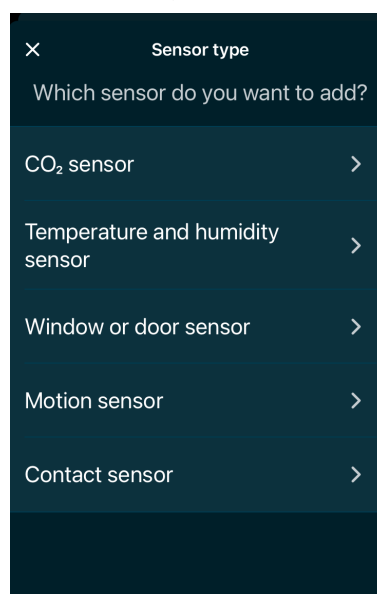 Sensor type
Which sensor do you want to add?
CO₂ sensor
Temperature and humidity
sensor
Window or door sensor
Motion sensor
Contact sensor